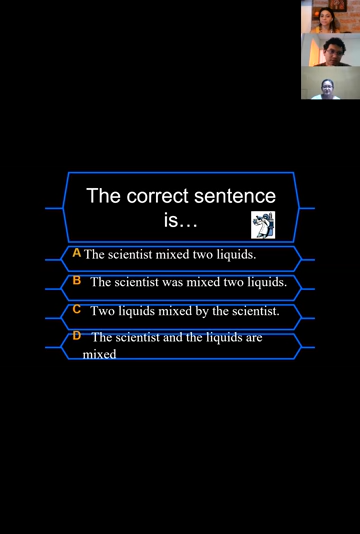 The correct sentence
is…
A The scientist mixed two liquids.
B The scientist was mixed two liquids.
C Two liquids mixed by the scientist.
D The scientist and the liquids are
mixed